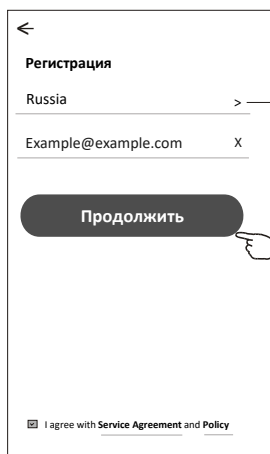 Регистрация
Russia >
Example@example.com X
Продолжить
I agree with Service Agreement and Policy